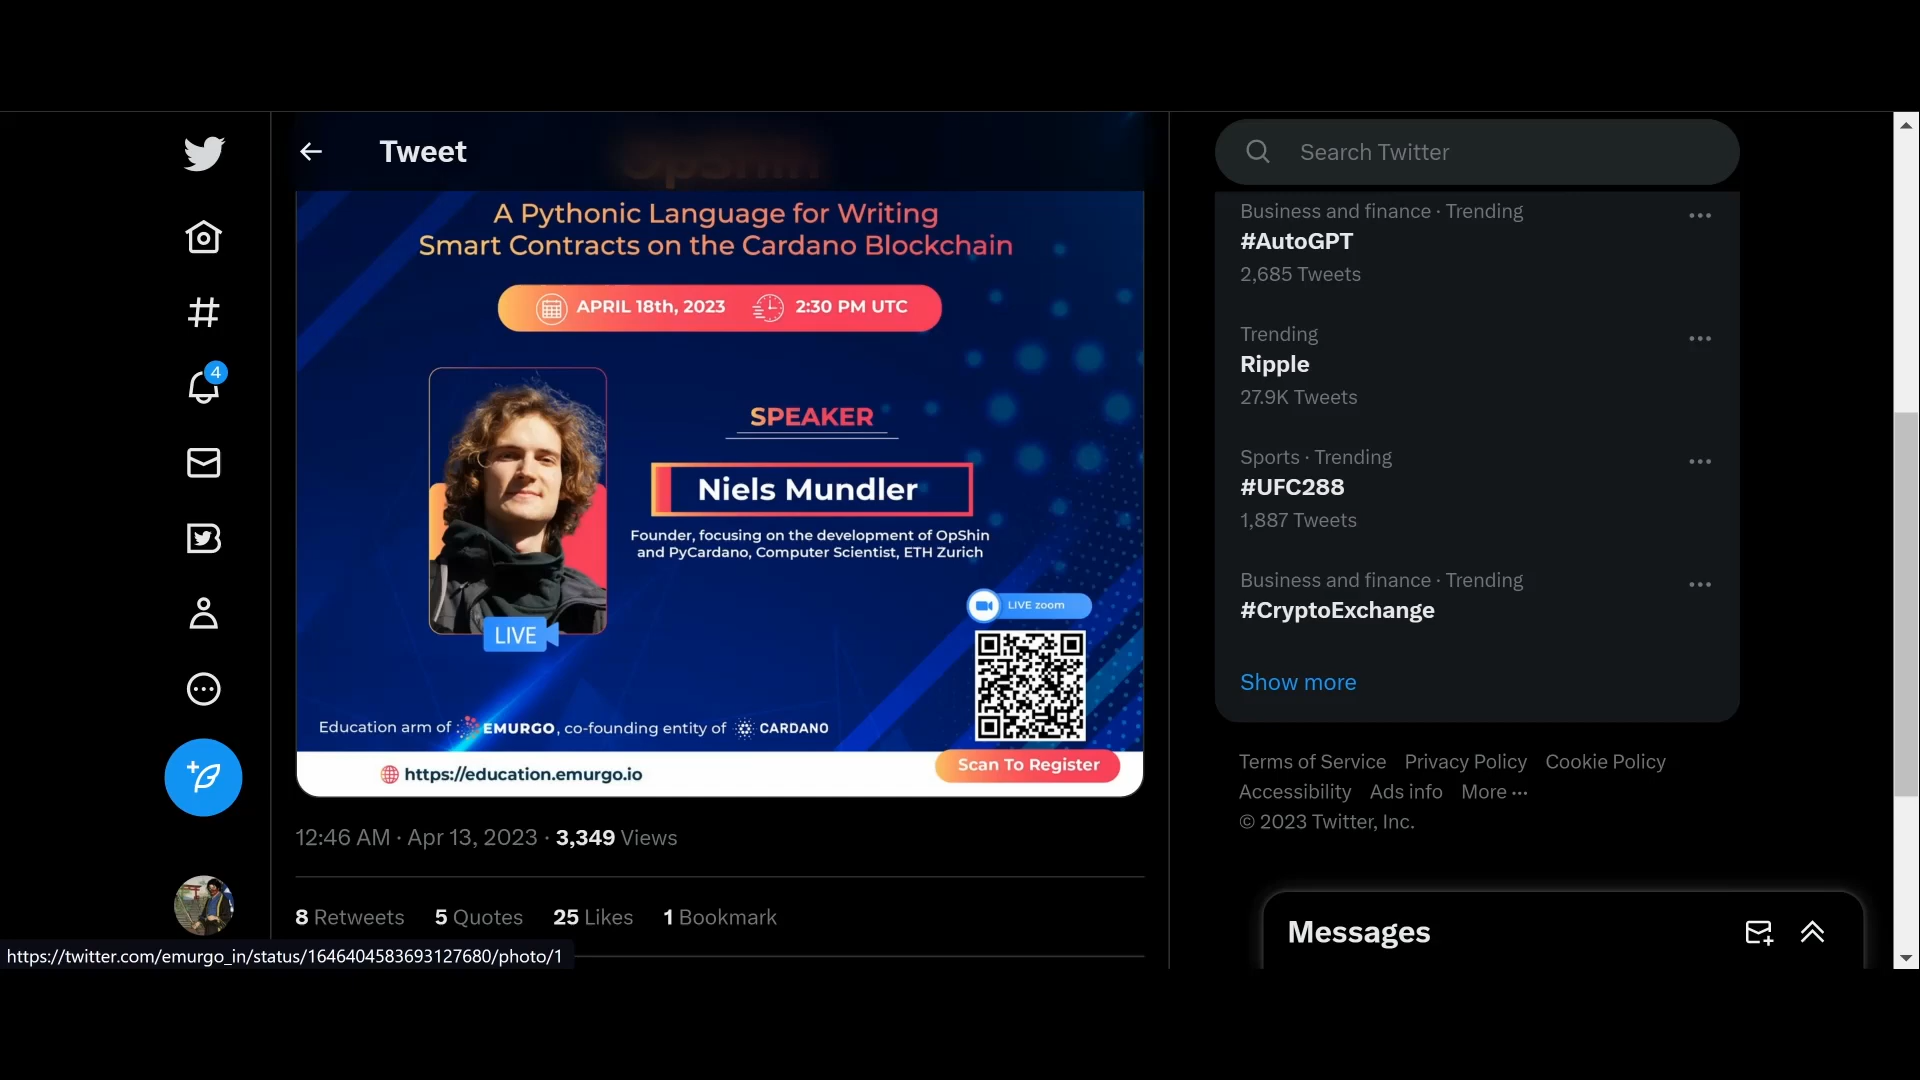 Tweet
OpShin
A Pythonic Language for Writing
Smart Contracts on the Cardano Blockchain
APRIL 18th, 2023 2:30 PM UTC
SPEAKER
Niels Mundler
Founder, focusing on the development of OpShin
and PyCardano, Computer Scientist, ETH Zurich
LIVE
LIVE zoom
Education arm of EMURGO, co-founding entity of CARDANO
https://education.emurgo.io
Scan To Register
12:46 AM · Apr 13, 2023 · 3,349 Views
8 Retweets 5 Quotes 25 Likes 1 Bookmark
4
https://twitter.com/emurgo_in/status/1646404583693127680/photo/1
Search Twitter
Business and finance · Trending
#AutoGPT
2,685 Tweets
Trending
Ripple
27.9K Tweets
Sports · Trending
#UFC288
1,887 Tweets
Business and finance · Trending
#CryptoExchange
Show more
Terms of Service Privacy Policy Cookie Policy
Accessibility Ads info More ···
© 2023 Twitter, Inc.
Messages